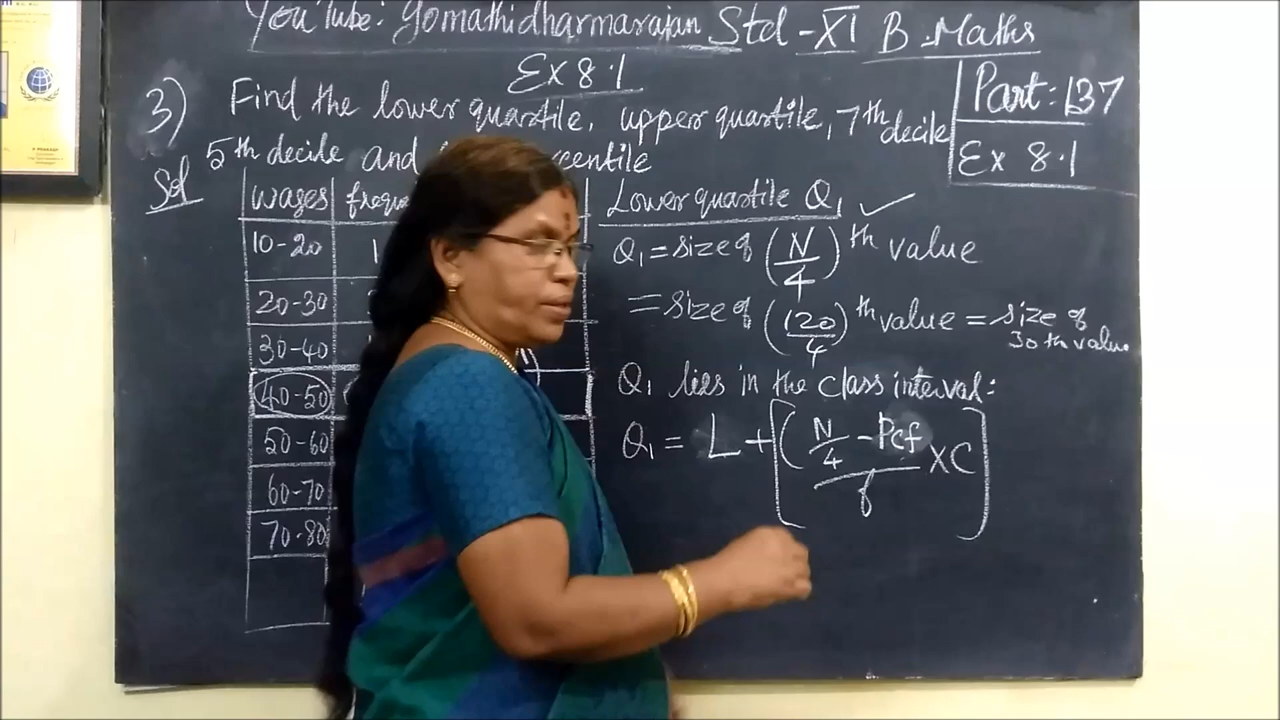 YouTube: gomathidharmarajan Std -XI B.Maths
Ex 8.1
Part: 137
Ex 8.1
3) Find the lower quartile, upper quartile, 7th decile
5th decile and
Sol
wages
10-20
20-30
30-40
40-50
50-60
60-70
70-80
Lower quartile Q1 ✓
Q1 = size of (N/4)th value
= size of (120/4)th value = size of 30th value
Q1 lies in the class interval:
Q1 = L + [(N/4 - Pcf / f) X C]